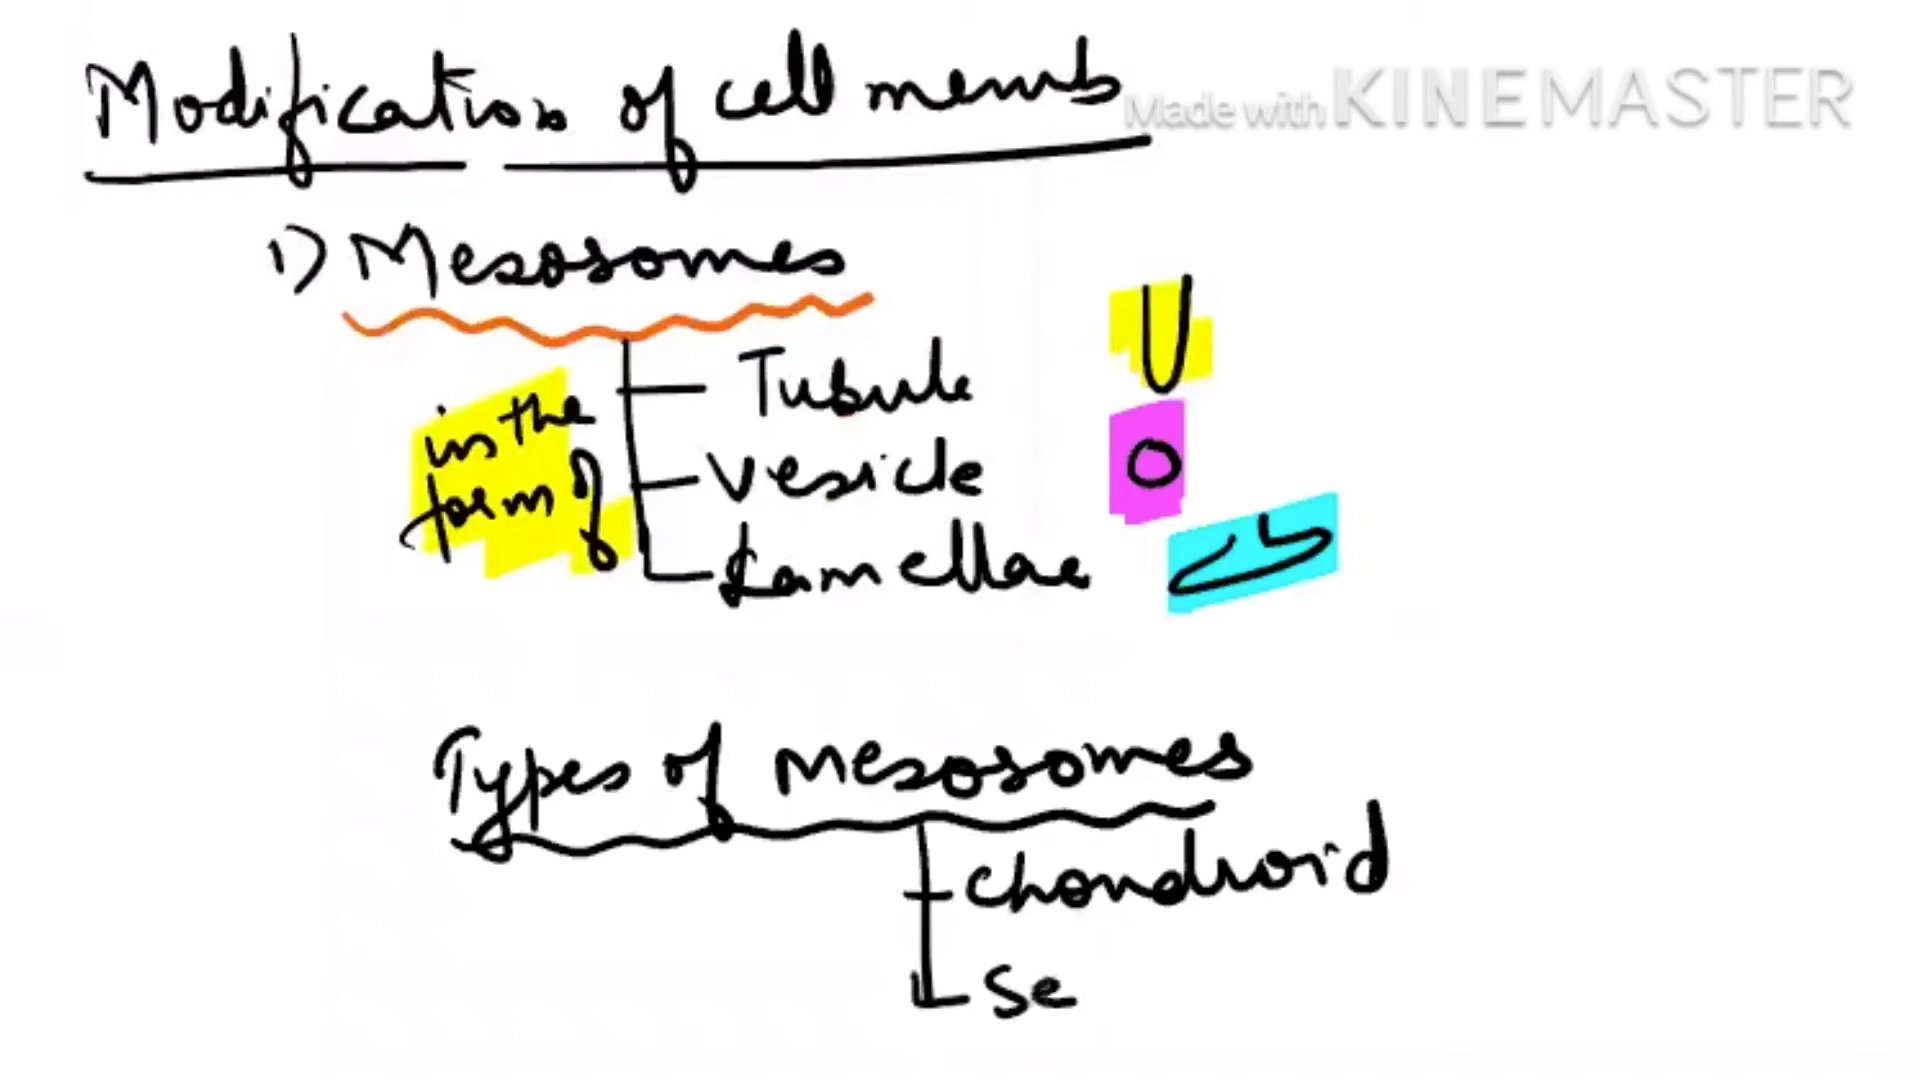 Modification of cell memb
Made with KINEMASTER
1) Mesosomes
in the form of
Tubule
Vesicle
Lamellae
Types of Mesosomes
Chondroid
Se